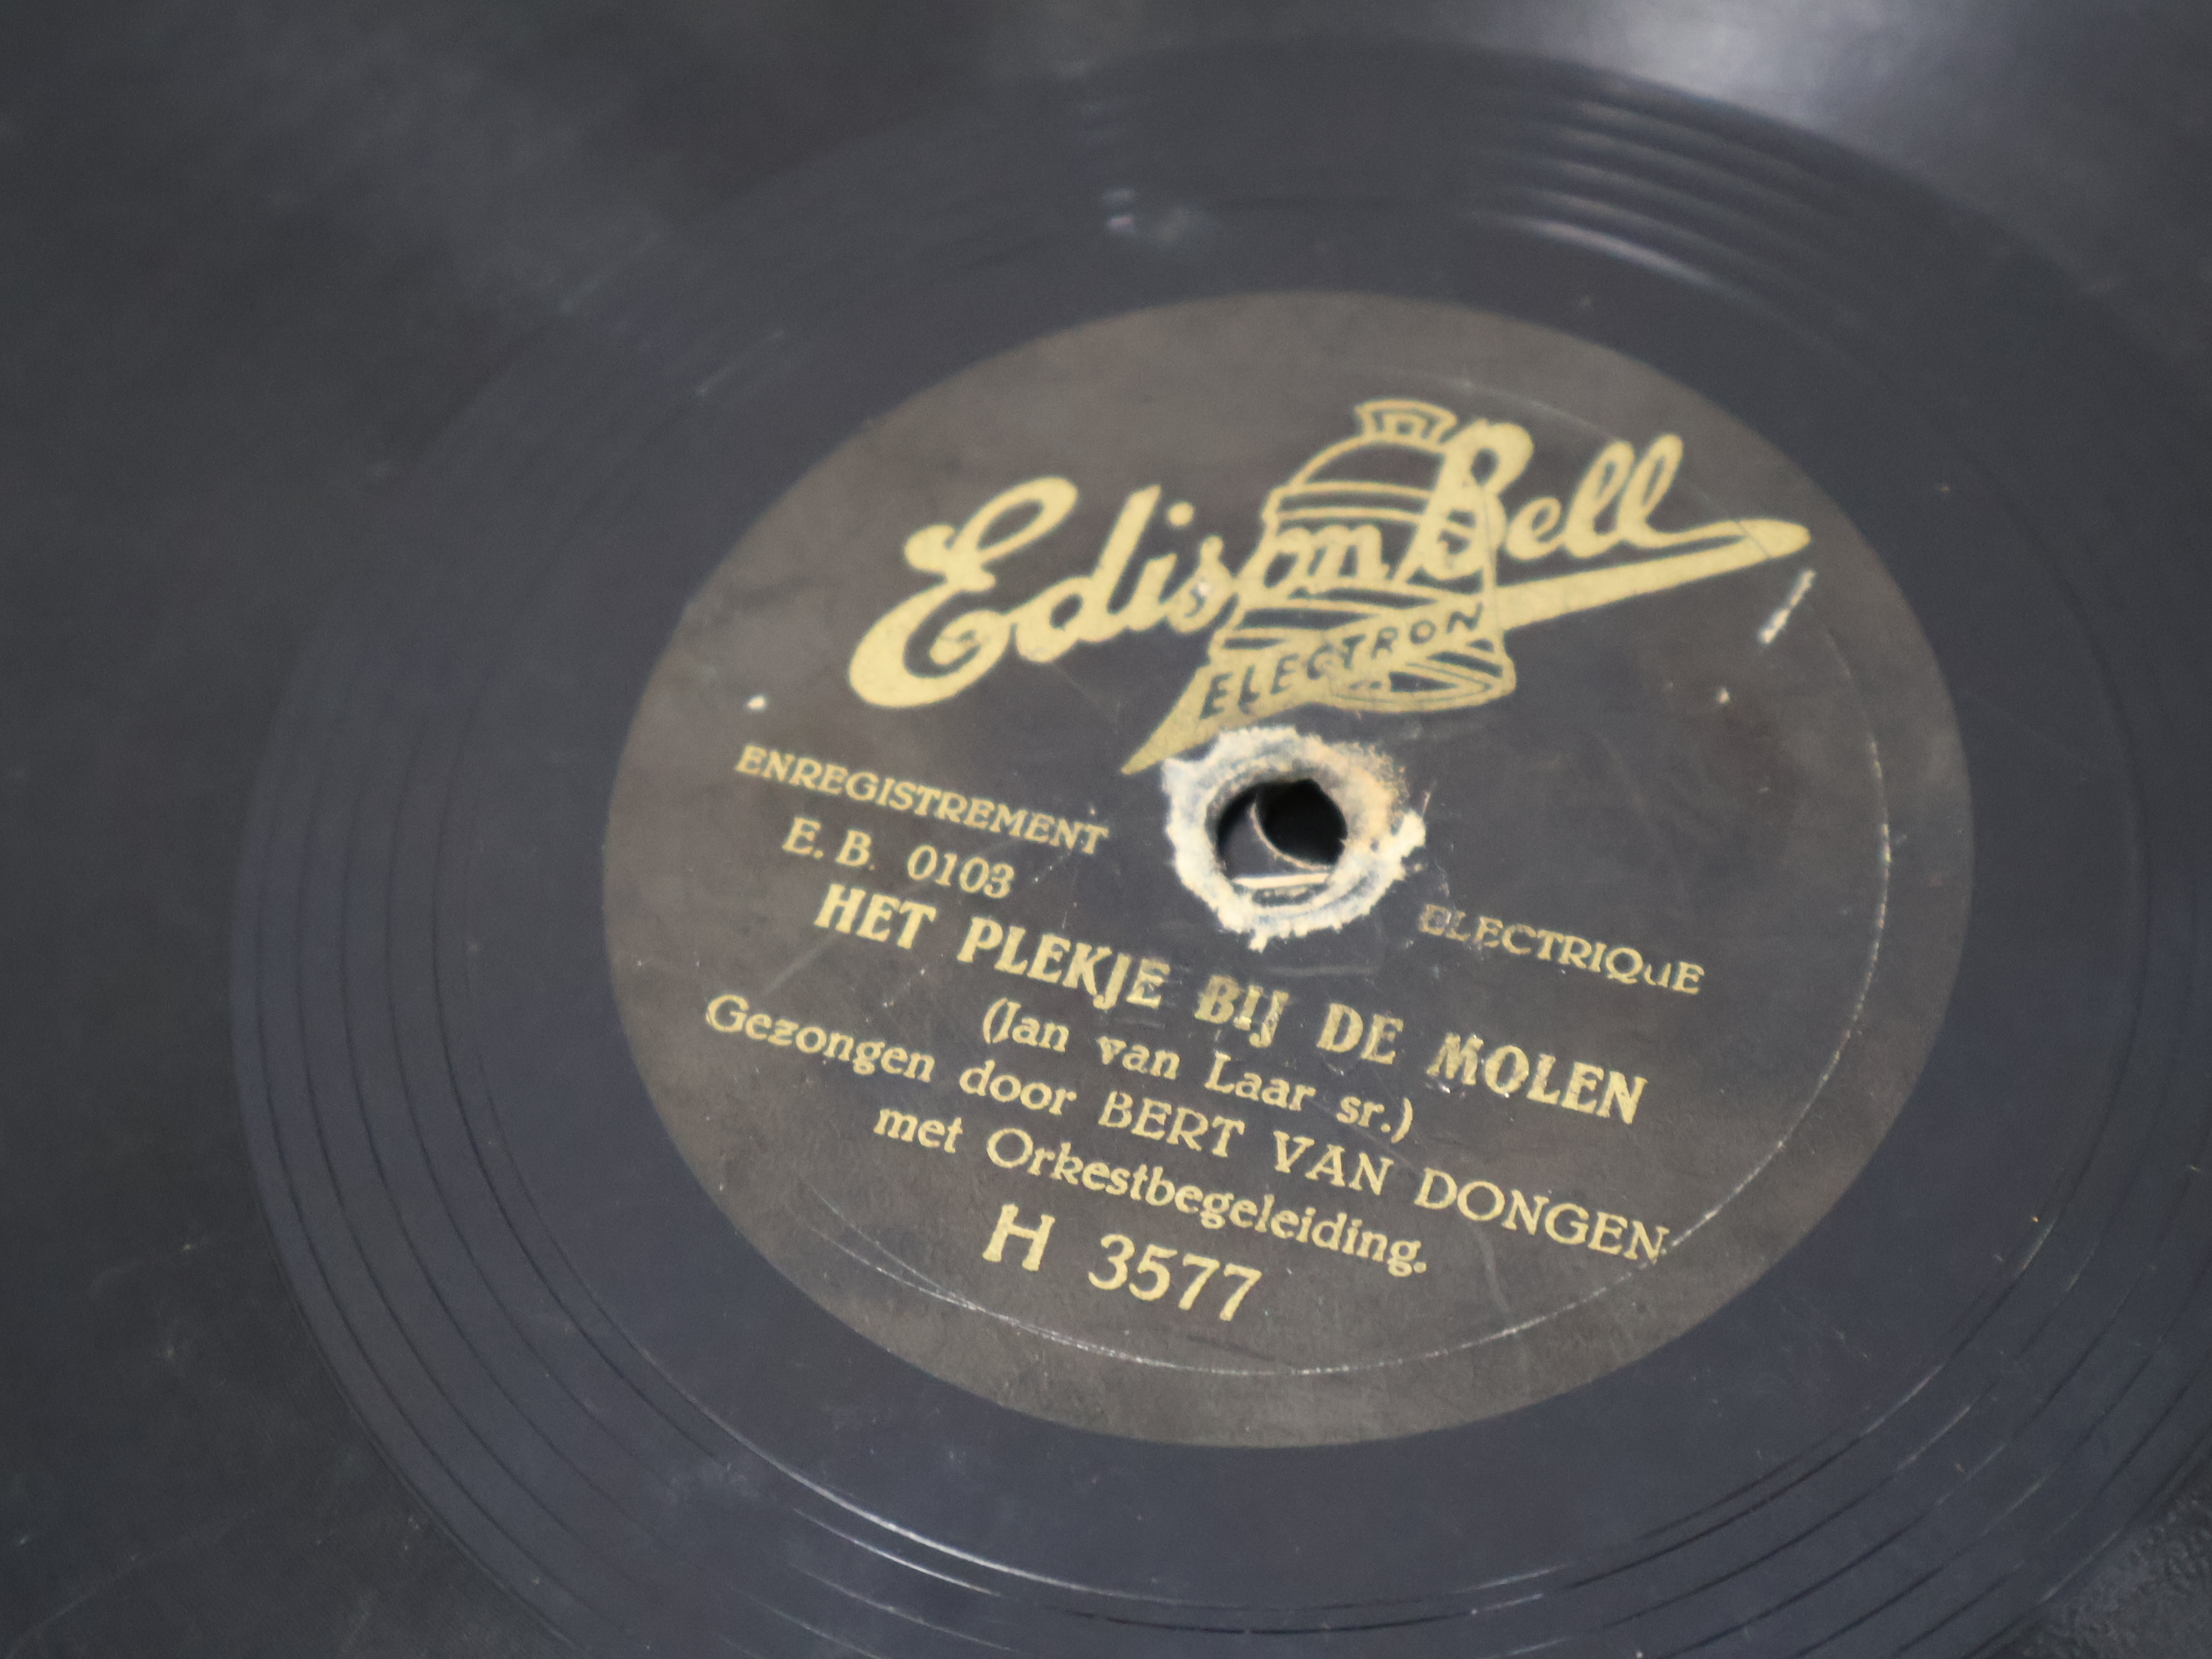 Edison Bell
ELECTRON
ENREGISTREMENT ELECTRIQuE
E. B. 0103
HET PLEKJE BIJ DE MOLEN
(Jan van Laar sr.)
Gezongen door BERT VAN DONGEN
met Orkestbegeleiding.
H 3577